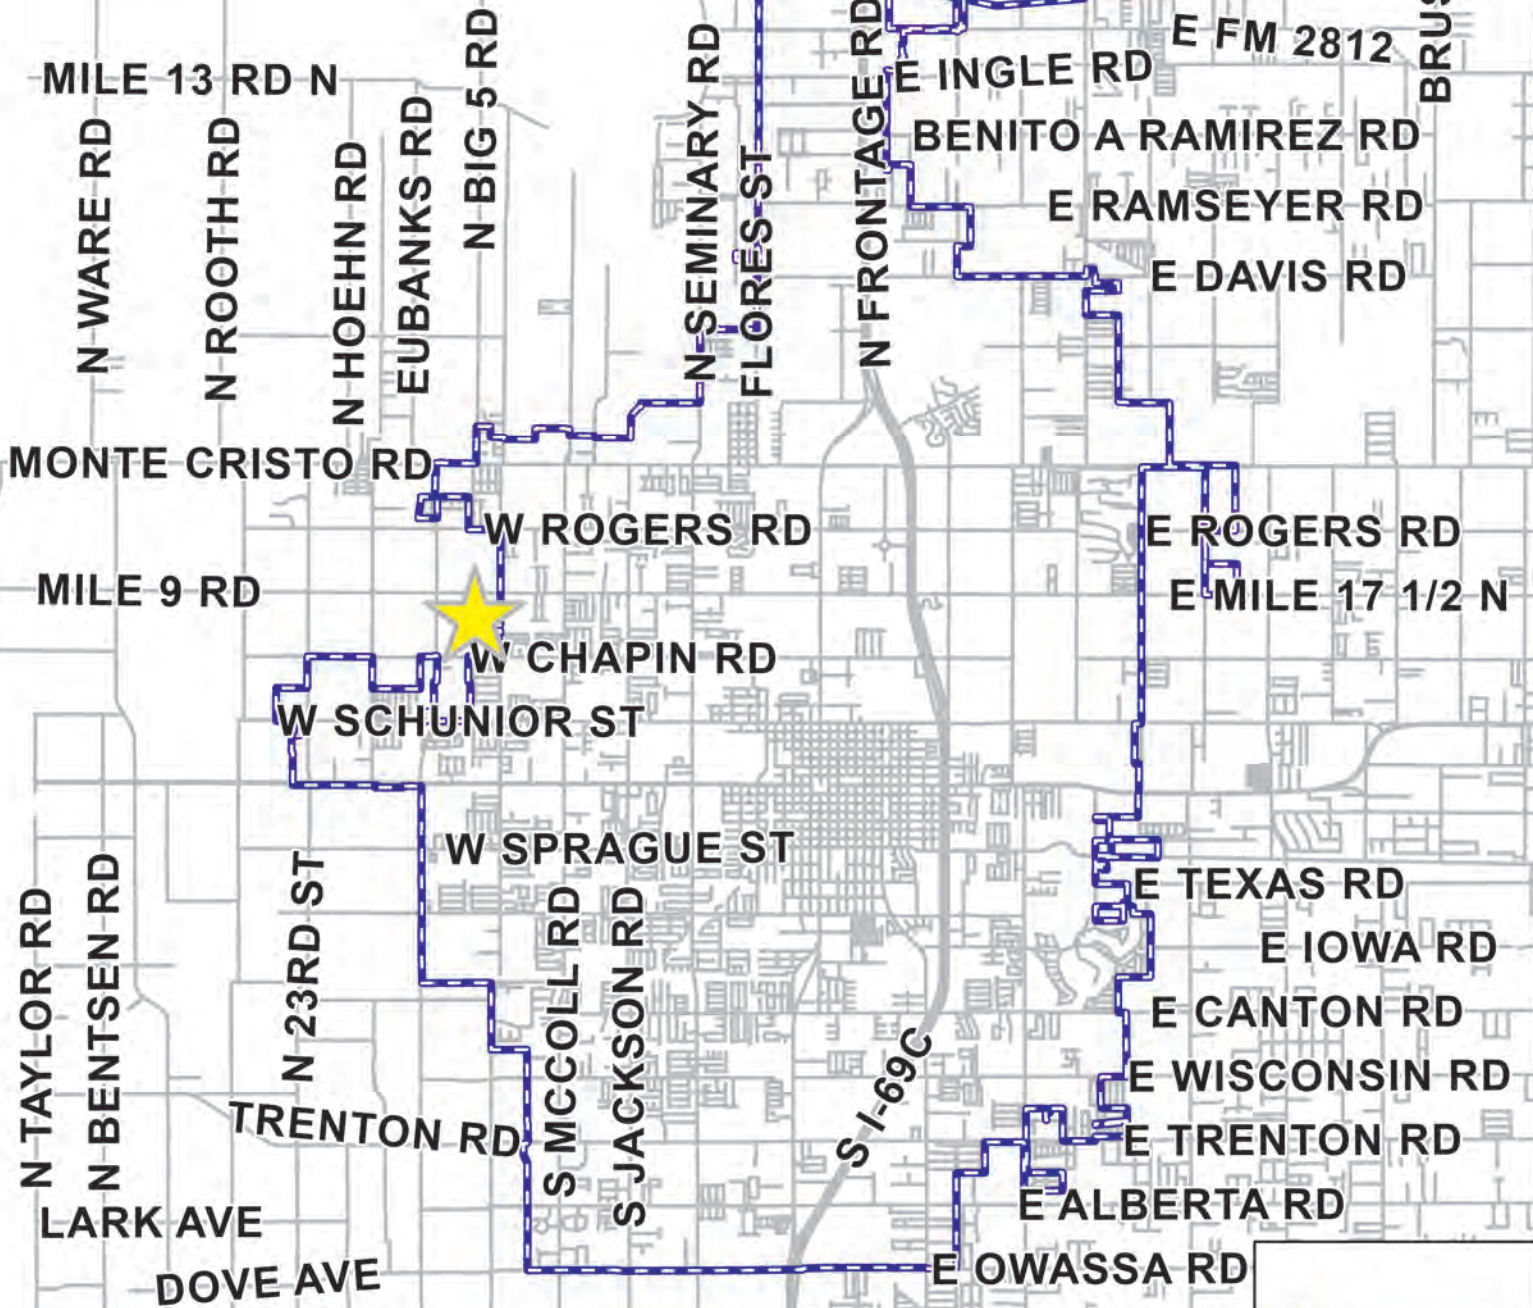 E FM 2812
BRUS
MILE 13 RD N
N WARE RD
N ROOTH RD
N HOEHN RD
EUBANKS RD
N BIG 5 RD
N SEMINARY RD
FLORES ST
N FRONTAGE RD
E INGLE RD
BENITO A RAMIREZ RD
E RAMSEYER RD
E DAVIS RD
MONTE CRISTO RD
W ROGERS RD
E ROGERS RD
MILE 9 RD
E MILE 17 1/2 N
W CHAPIN RD
W SCHUNIOR ST
W SPRAGUE ST
N TAYLOR RD
N BENTSEN RD
N 23RD ST
S MCCOLL RD
S JACKSON RD
S I-69C
E TEXAS RD
E IOWA RD
E CANTON RD
E WISCONSIN RD
TRENTON RD
E TRENTON RD
E ALBERTA RD
LARK AVE
DOVE AVE
E OWASSA RD